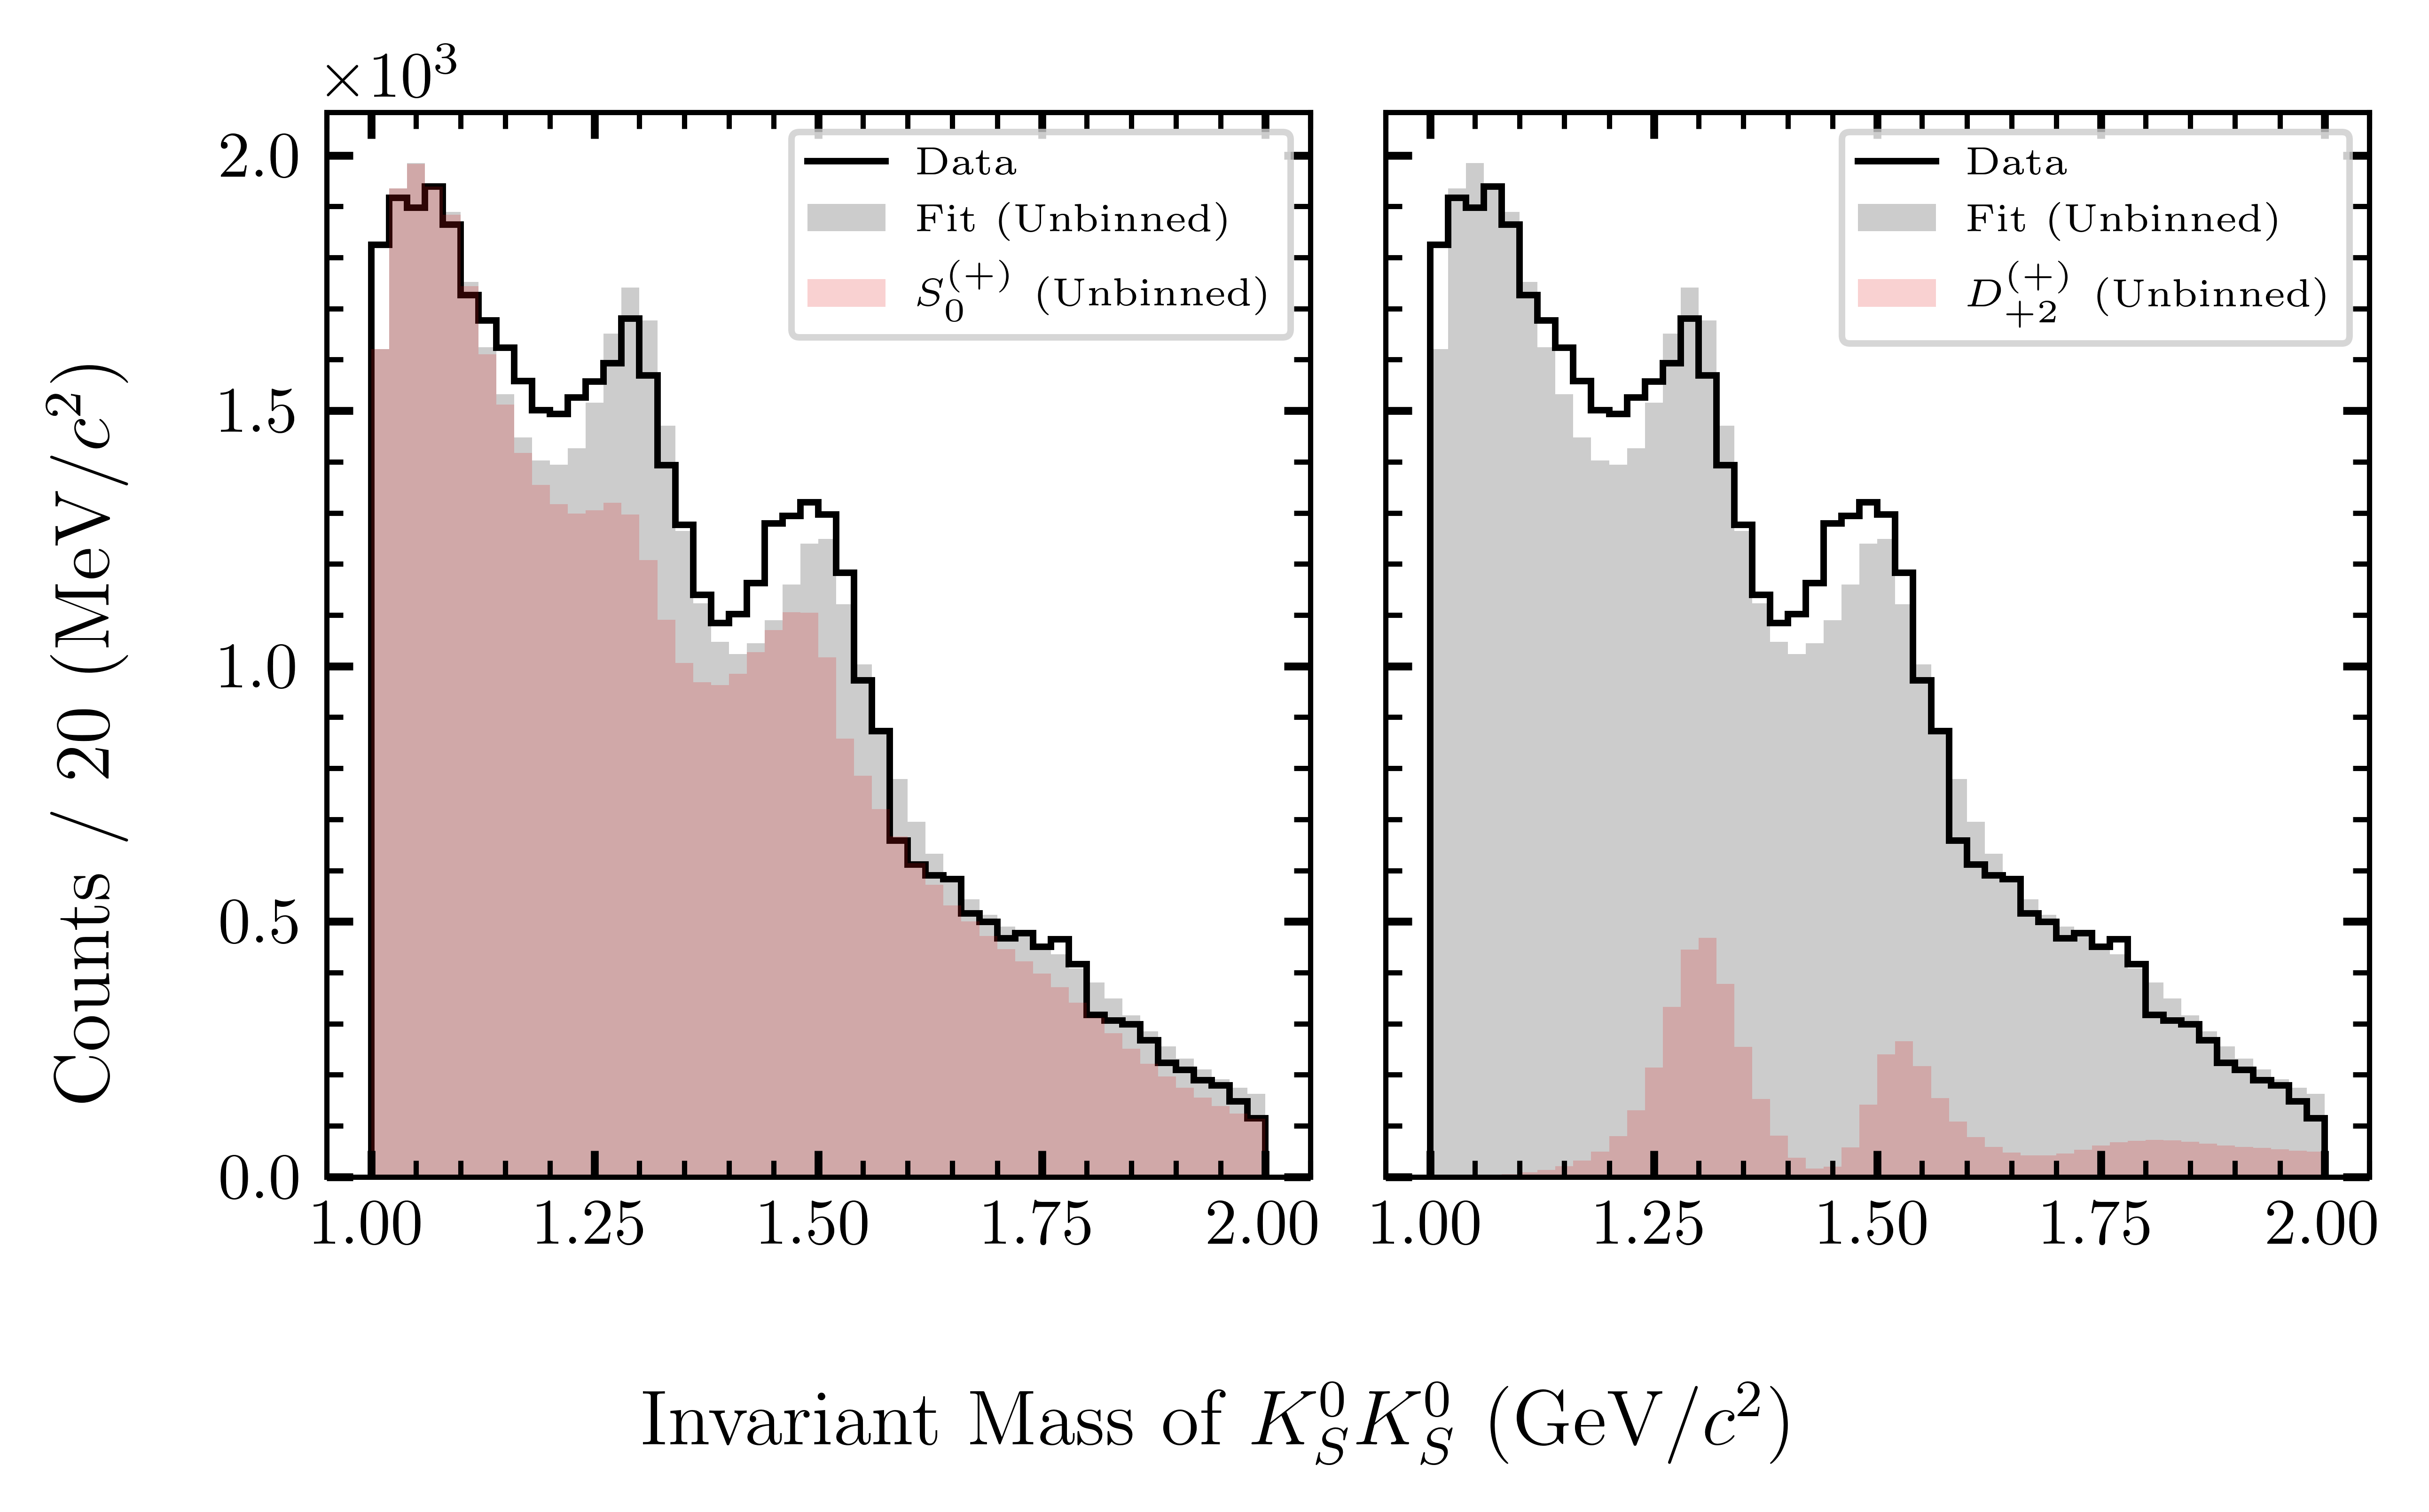 ×10³
Counts / 20 (MeV/c²)
2.0
1.5
1.0
0.5
0.0
Data
Fit (Unbinned)
S₀⁽⁺⁾ (Unbinned)
Data
Fit (Unbinned)
D₊₂⁽⁺⁾ (Unbinned)
1.00 1.25 1.50 1.75 2.00
1.00 1.25 1.50 1.75 2.00
Invariant Mass of K⁰_S K⁰_S (GeV/c²)